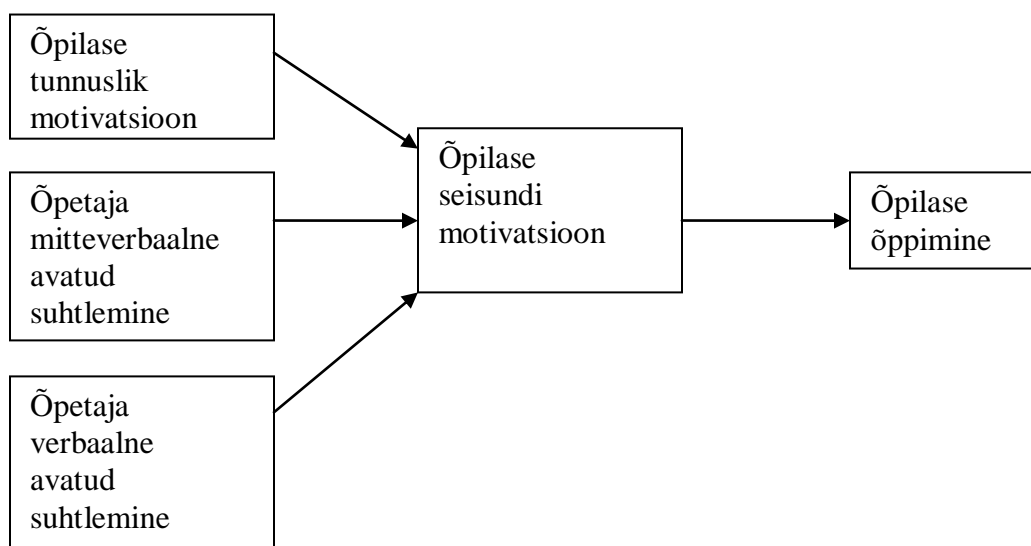 Õpilase
tunnuslik
motivatsioon
Õpetaja
mitteverbaalne
avatud
suhtlemine
Õpetaja
verbaalne
avatud
suhtlemine
Õpilase
seisundi
motivatsioon
Õpilase
õppimine